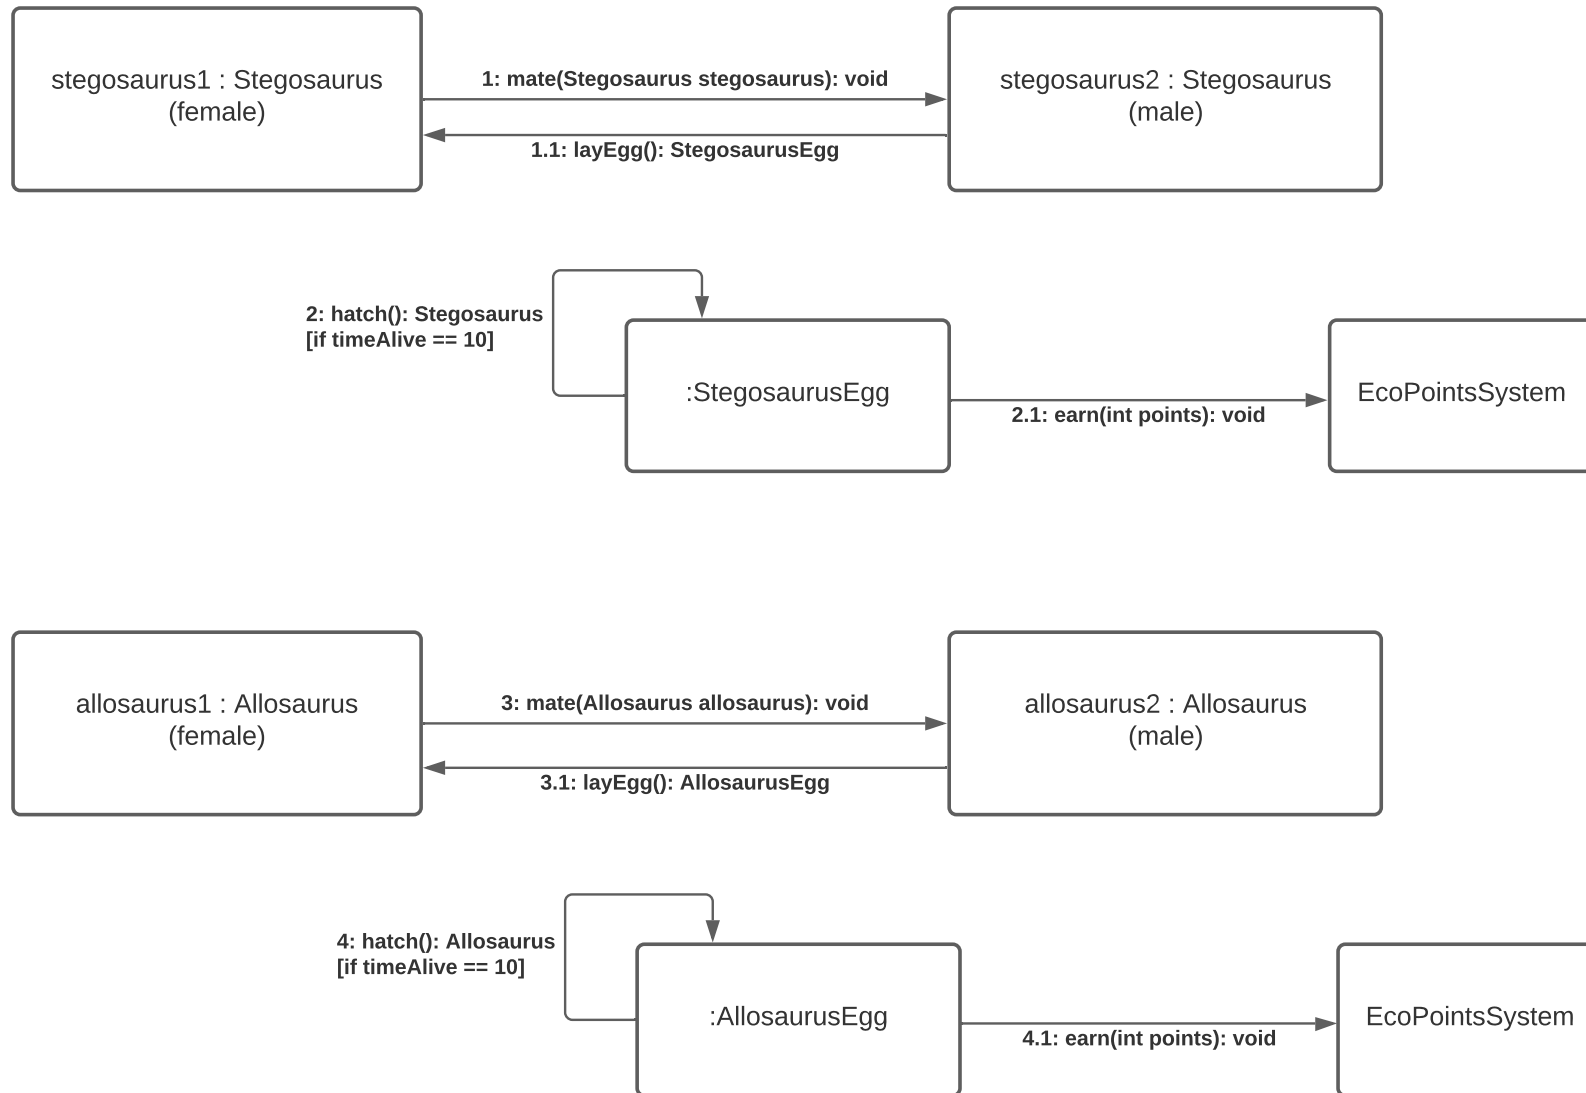 stegosaurus1 : Stegosaurus
(female)
1: mate(Stegosaurus stegosaurus): void
1.1: layEgg(): StegosaurusEgg
stegosaurus2 : Stegosaurus
(male)
2: hatch(): Stegosaurus
[if timeAlive == 10]
:StegosaurusEgg
2.1: earn(int points): void
EcoPointsSystem
allosaurus1 : Allosaurus
(female)
3: mate(Allosaurus allosaurus): void
3.1: layEgg(): AllosaurusEgg
allosaurus2 : Allosaurus
(male)
4: hatch(): Allosaurus
[if timeAlive == 10]
:AllosaurusEgg
4.1: earn(int points): void
EcoPointsSystem